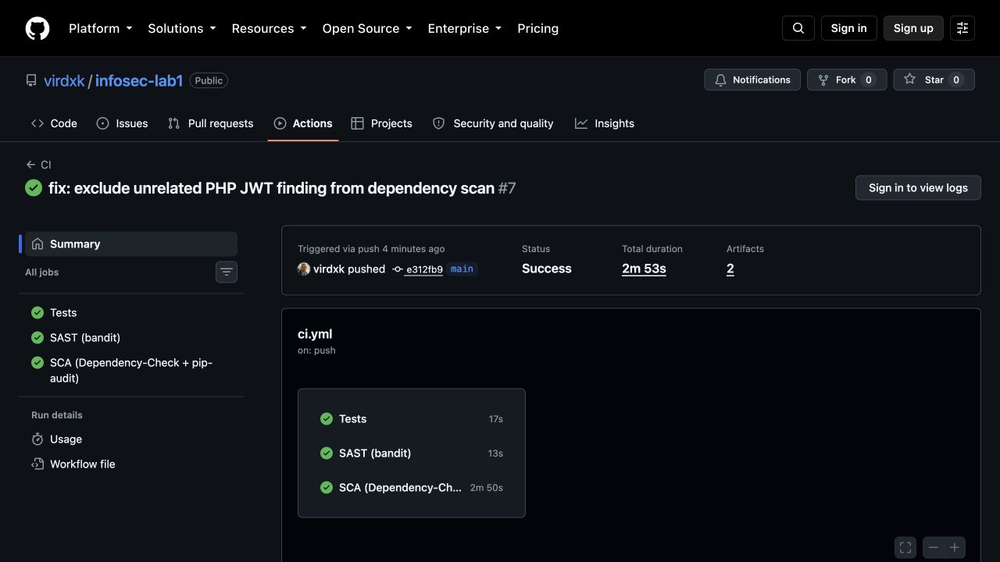 Platform Solutions Resources Open Source Enterprise Pricing Sign in Sign up
virdxk / infosec-lab1 Public Notifications Fork 0 Star 0
Code Issues Pull requests Actions Projects Security and quality Insights
CI
fix: exclude unrelated PHP JWT finding from dependency scan #7 Sign in to view logs
Summary
All jobs
Tests
SAST (bandit)
SCA (Dependency-Check + pip-
audit)
Run details
Usage
Workflow file
Triggered via push 4 minutes ago Status Total duration Artifacts
virdxk pushed e312fb9 main Success 2m 53s 2
ci.yml
on: push
Tests 17s
SAST (bandit) 13s
SCA (Dependency-Ch... 2m 50s